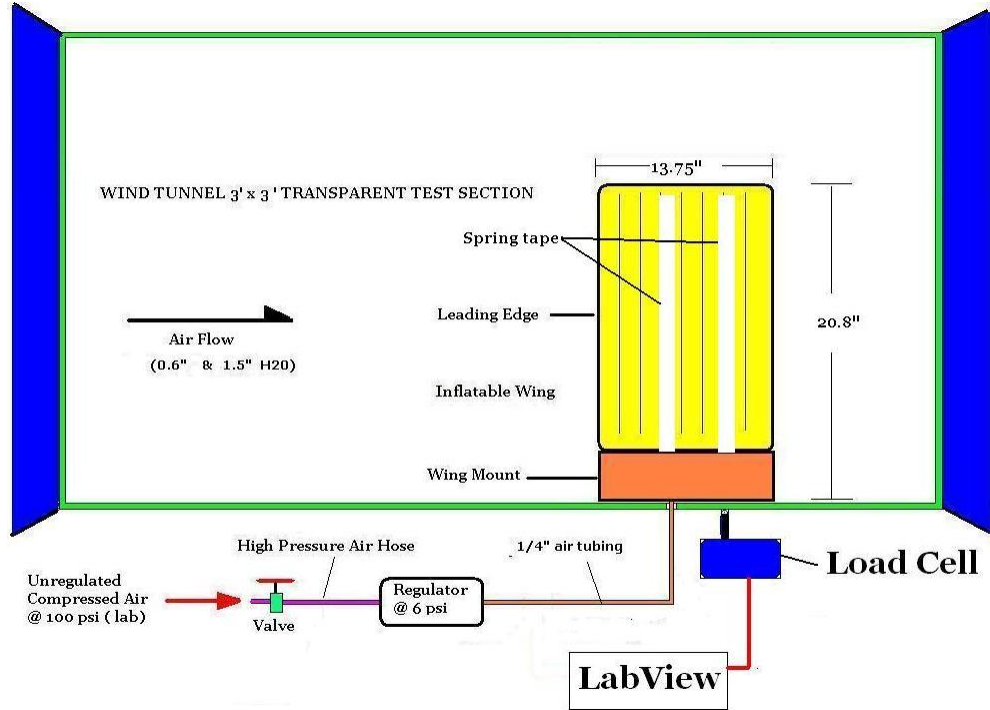 13.75"
WIND TUNNEL 3' x 3 ' TRANSPARENT TEST SECTION
Spring tape
Leading Edge
20.8"
Air Flow
(0.6" & 1.5" H20)
Inflatable Wing
Wing Mount
High Pressure Air Hose
1/4" air tubing
Load Cell
Unregulated
Compressed Air
@ 100 psi ( lab)
Valve
Regulator
@ 6 psi
LabView